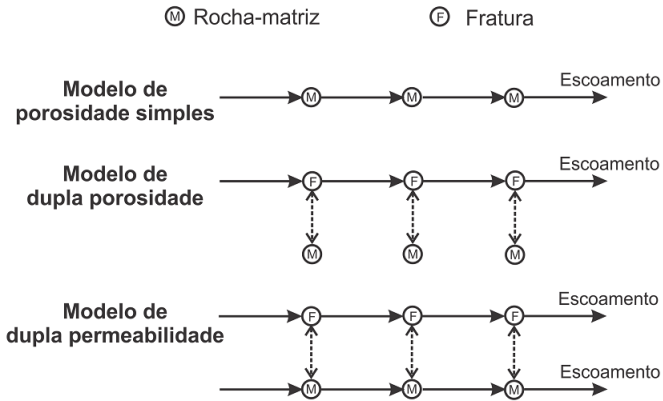 M Rocha-matriz F Fratura
Modelo de
porosidade simples
M M M Escoamento
Modelo de
dupla porosidade
F F F Escoamento
M M M
Modelo de
dupla permeabilidade
F F F Escoamento
M M M Escoamento